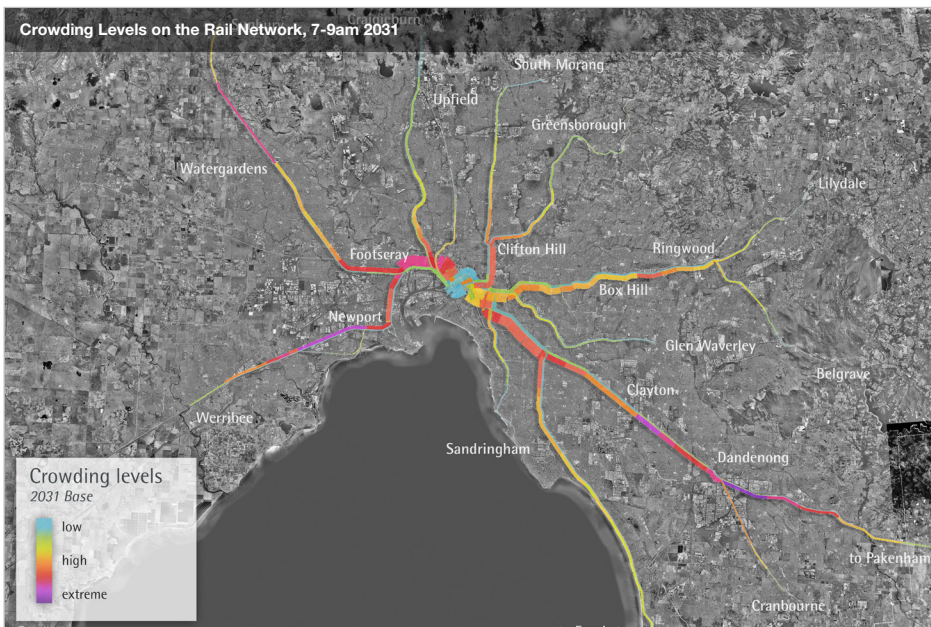 Crowding Levels on the Rail Network, 7-9am 2031
Sunbury
Craigieburn
South Morang
Upfield
Greensborough
Watergardens
Lilydale
Footscray
Clifton Hill
Ringwood
Box Hill
Newport
Glen Waverley
Belgrave
Clayton
Werribee
Sandringham
Dandenong
Crowding levels
2031 Base
low
high
extreme
to Pakenham
Cranbourne